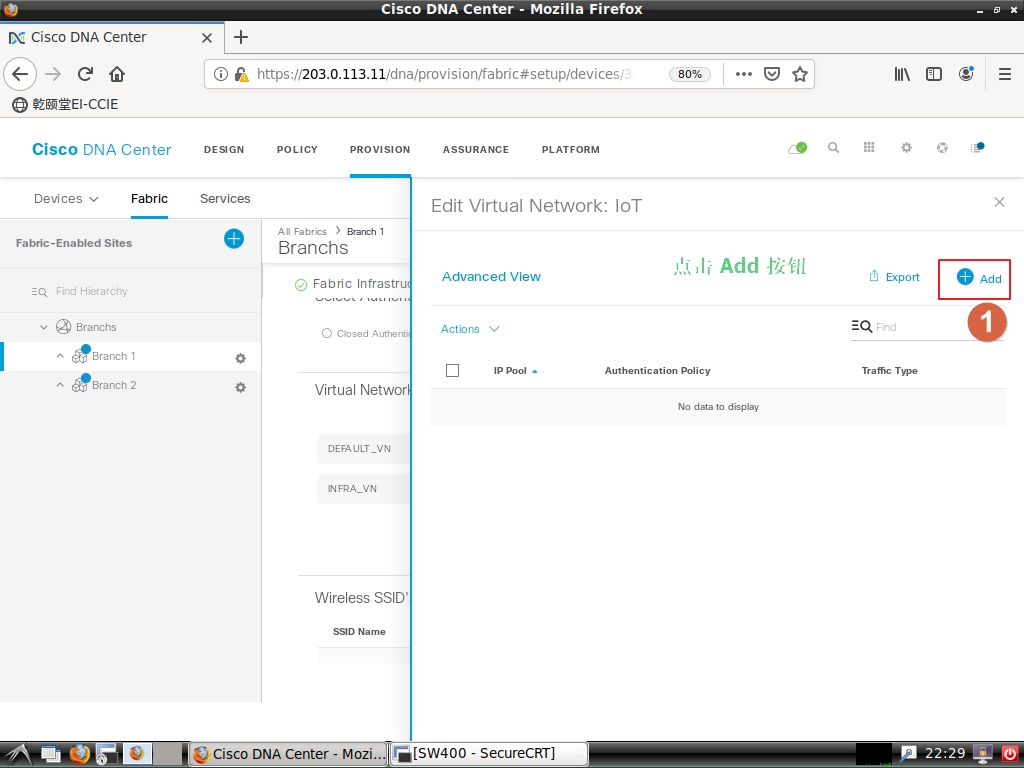 Cisco DNA Center - Mozilla Firefox
Cisco DNA Center
https://203.0.113.11/dna/provision/fabric#setup/devices/3
80%
乾颐堂EI-CCIE
Cisco DNA Center
DESIGN
POLICY
PROVISION
ASSURANCE
PLATFORM
Devices
Fabric
Services
Edit Virtual Network: IoT
Fabric-Enabled Sites
All Fabrics
Branch 1
Branchs
Advanced View
点击 Add 按钮
Export
Add
Find Hierarchy
Fabric Infrastruc
Select Authent
Closed Authentic
Actions
Find
1
Branchs
Branch 1
Branch 2
IP Pool
Authentication Policy
Traffic Type
No data to display
Virtual Network
DEFAULT_VN
INFRA_VN
Wireless SSID'
SSID Name
Cisco DNA Center - Mozi...
[SW400 - SecureCRT]
22:29